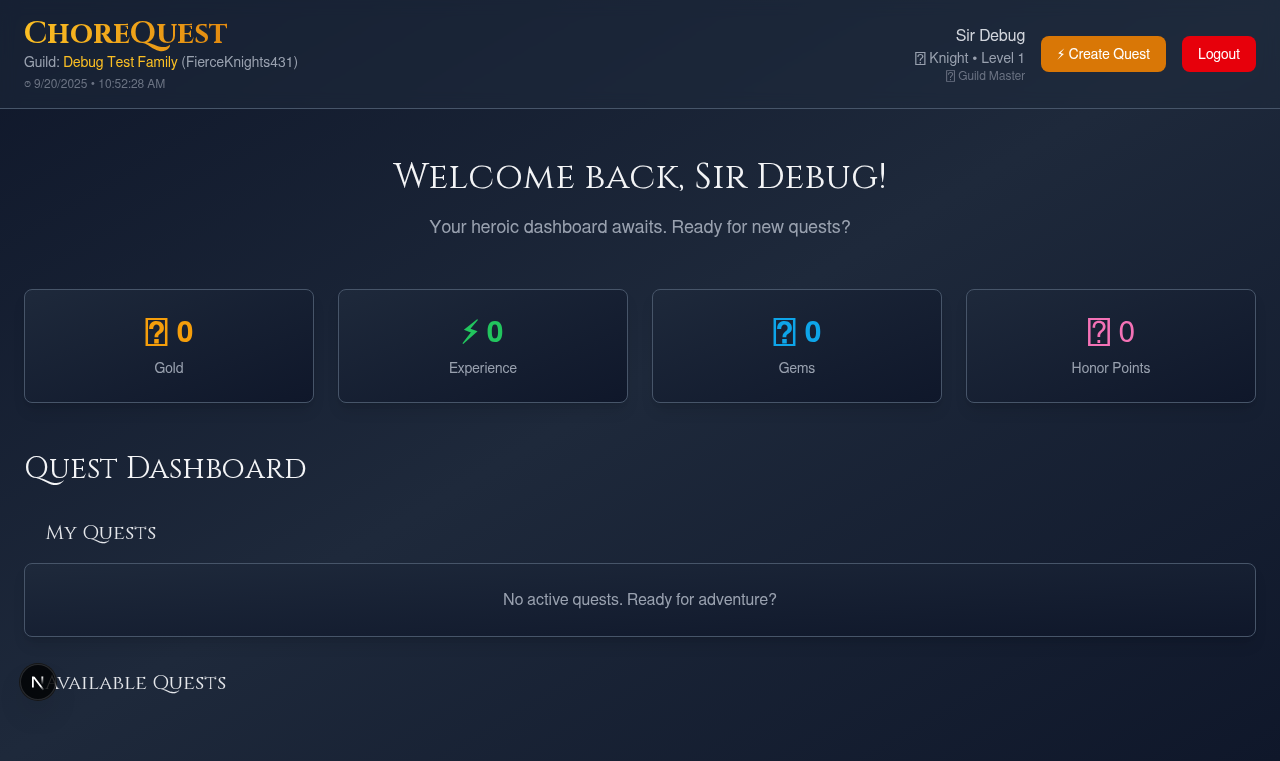 ChoreQuest
Guild: Debug Test Family (FierceKnights431)
9/20/2025 • 10:52:28 AM
Sir Debug
Knight • Level 1
Guild Master
⚡ Create Quest
Logout
Welcome back, Sir Debug!
Your heroic dashboard awaits. Ready for new quests?
0
Gold
⚡ 0
Experience
0
Gems
0
Honor Points
Quest Dashboard
My Quests
No active quests. Ready for adventure?
N
Available Quests